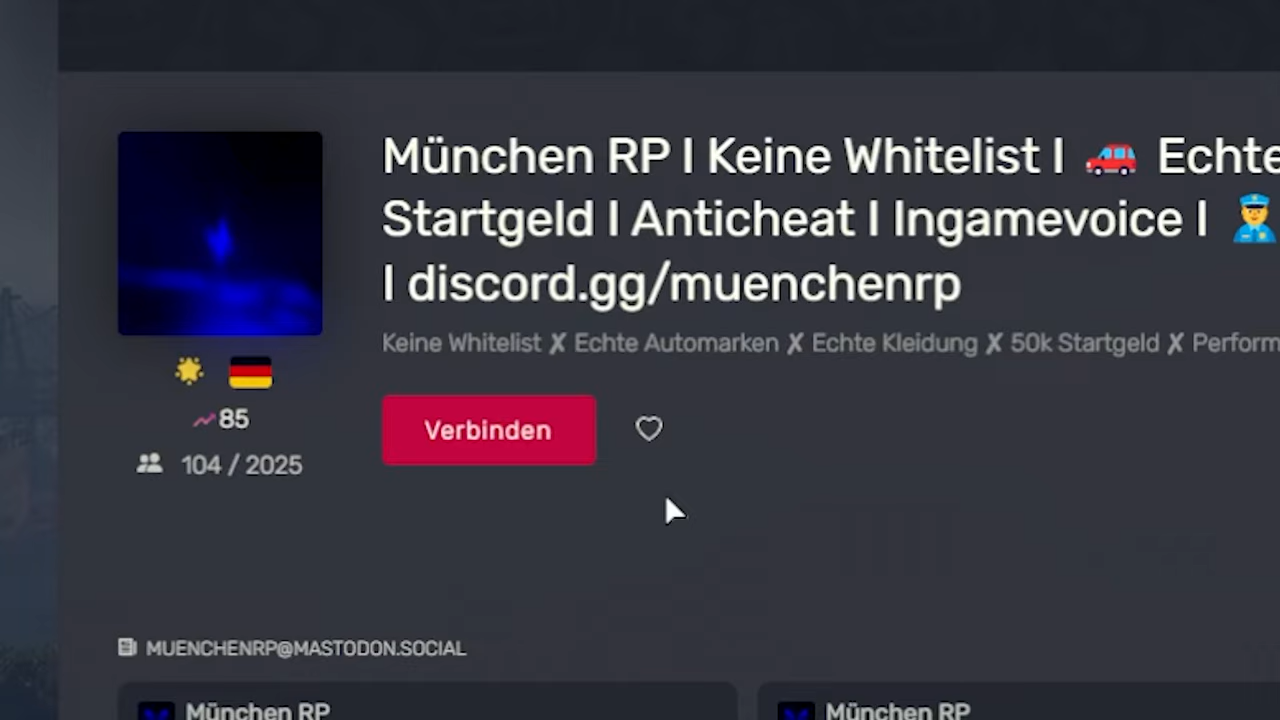 München RP l Keine Whitelist l 🚗 Echte
Startgeld l Anticheat l Ingamevoice l 👮
l discord.gg/muenchenrp
Keine Whitelist ✘ Echte Automarken ✘ Echte Kleidung ✘ 50k Startgeld ✘ Perform
85
Verbinden
104 / 2025
MUENCHENRP@MASTODON.SOCIAL
München RP
München RP